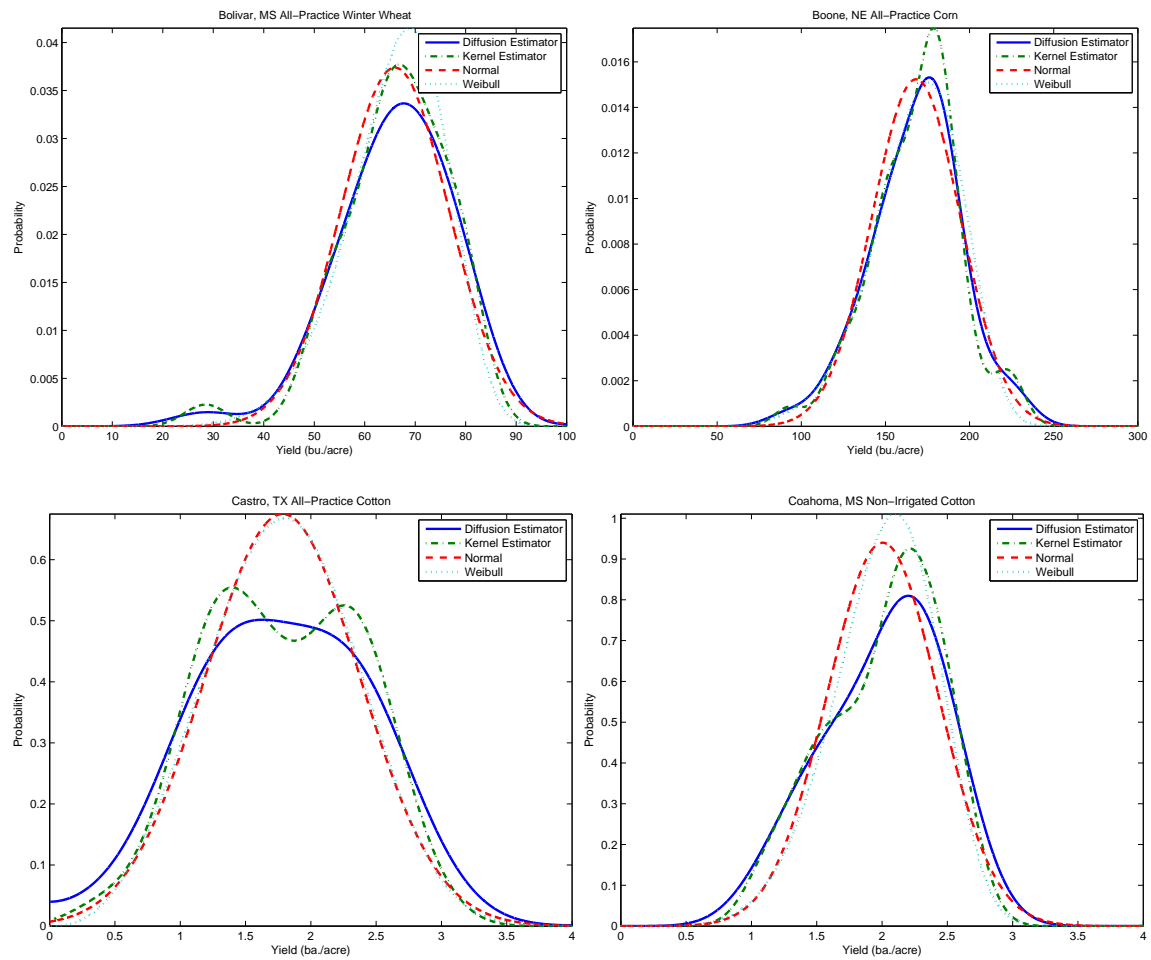 Bolivar, MS All−Practice Winter Wheat
0.04
0.035
0.03
0.025
0.02
0.015
0.01
0.005
0
Probability
0 10 20 30 40 50 60 70 80 90 100
Yield (bu./acre)
Diffusion Estimator
Kernel Estimator
Normal
Weibull
Boone, NE All−Practice Corn
0.016
0.014
0.012
0.01
0.008
0.006
0.004
0.002
0
Probability
0 50 100 150 200 250 300
Yield (bu./acre)
Diffusion Estimator
Kernel Estimator
Normal
Weibull
Castro, TX All−Practice Cotton
0.6
0.5
0.4
0.3
0.2
0.1
0
Probability
0 0.5 1 1.5 2 2.5 3 3.5 4
Yield (ba./acre)
Diffusion Estimator
Kernel Estimator
Normal
Weibull
Coahoma, MS Non−Irrigated Cotton
1
0.9
0.8
0.7
0.6
0.5
0.4
0.3
0.2
0.1
0
Probability
0 0.5 1 1.5 2 2.5 3 3.5 4
Yield (ba./acre)
Diffusion Estimator
Kernel Estimator
Normal
Weibull